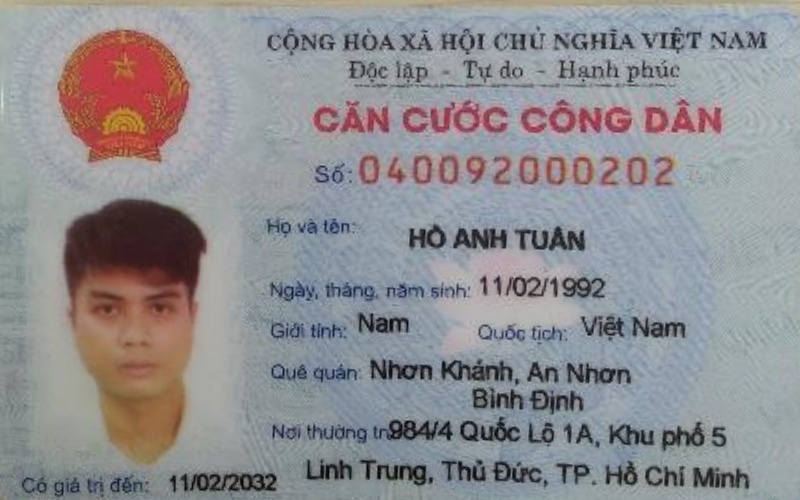 CỘNG HÒA XÃ HỘI CHỦ NGHĨA VIỆT NAM
Độc lập - Tự do - Hạnh phúc
CĂN CƯỚC CÔNG DÂN
Số: 040092000202
Họ và tên: HỒ ANH TUẤN
Ngày, tháng, năm sinh: 11/02/1992
Giới tính: Nam Quốc tịch: Việt Nam
Quê quán: Nhơn Khánh, An Nhơn
Bình Định
Nơi thường tr 984/4 Quốc Lộ 1A, Khu phố 5
Linh Trung, Thủ Đức, TP. Hồ Chí Minh
Có giá trị đến: 11/02/2032